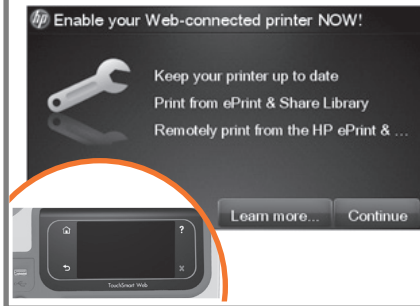 hp Enable your Web-connected printer NOW!
Keep your printer up to date
Print from ePrint & Share Library
Remotely print from the HP ePrint & ...
Learn more... Continue
?
X
TouchSmart Web